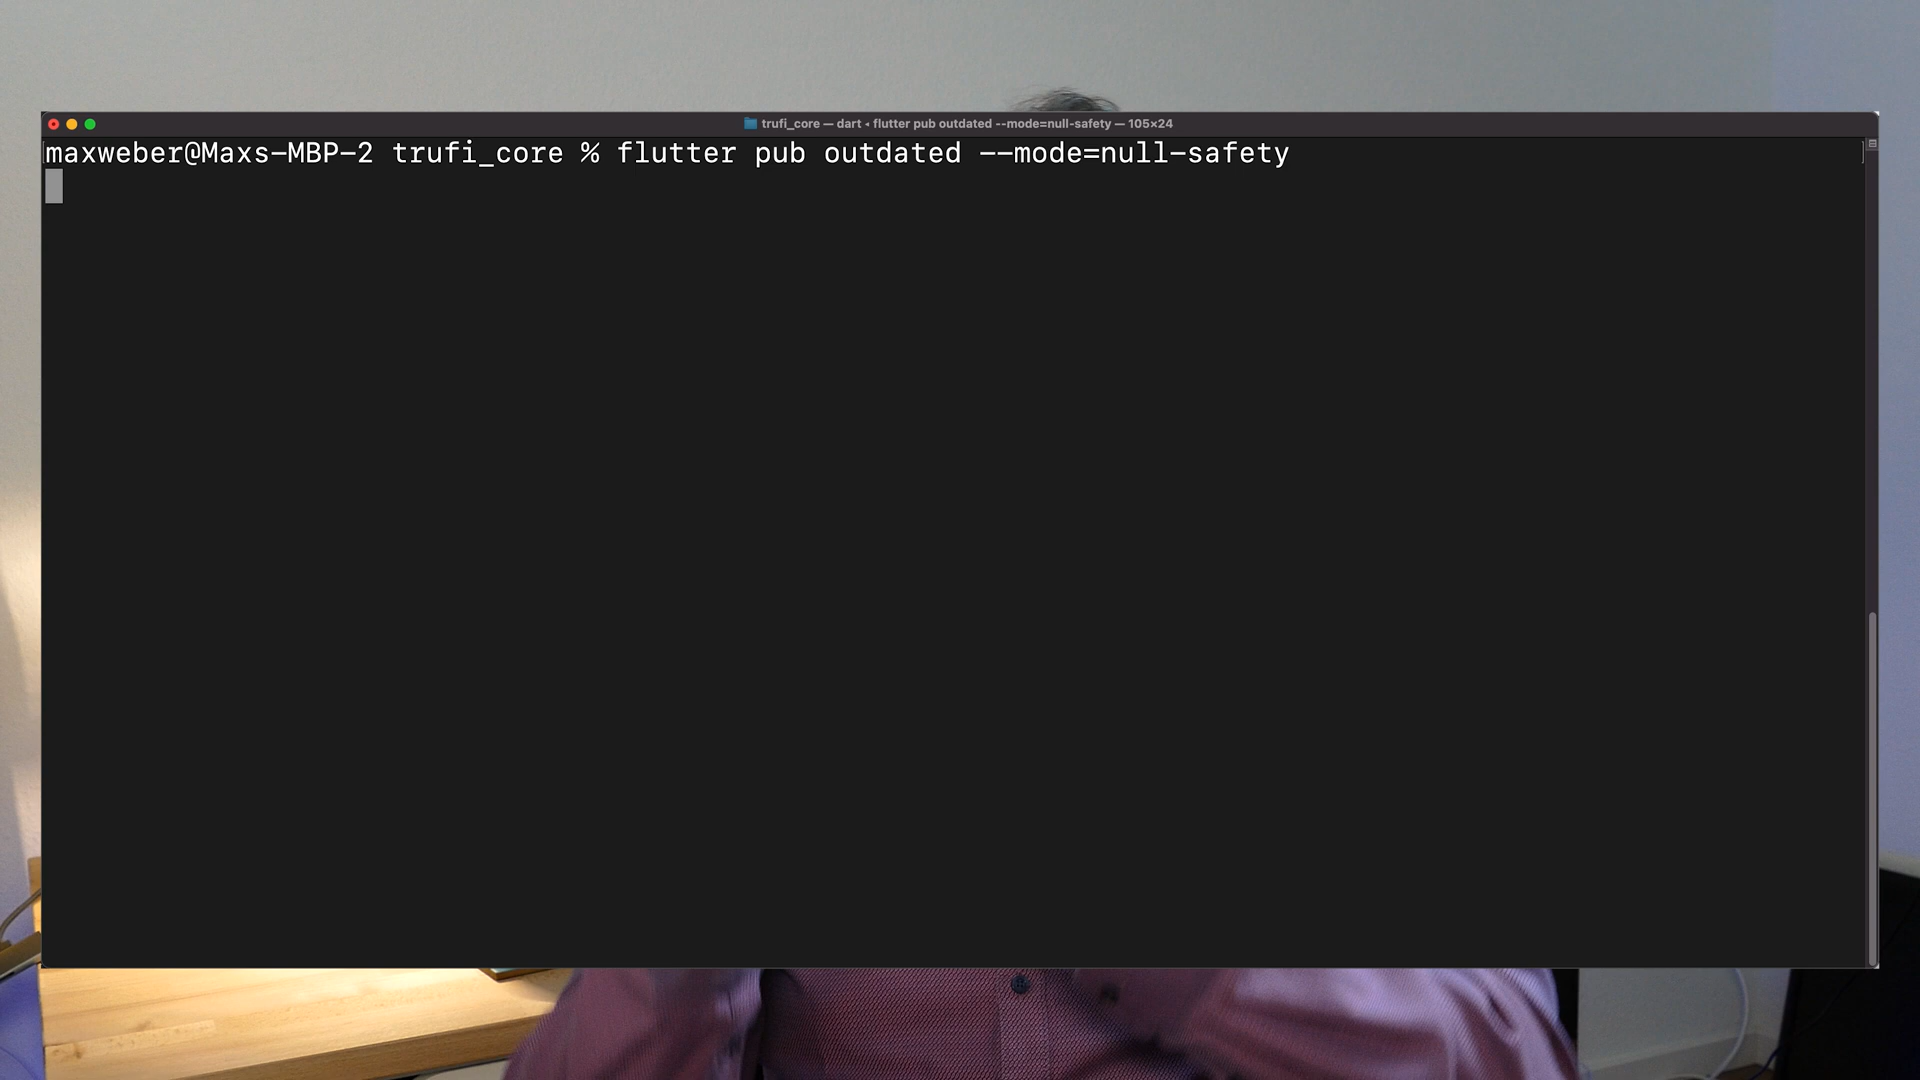 trufi_core — dart ◂ flutter pub outdated --mode=null-safety — 105×24
maxweber@Maxs-MBP-2 trufi_core % flutter pub outdated --mode=null-safety